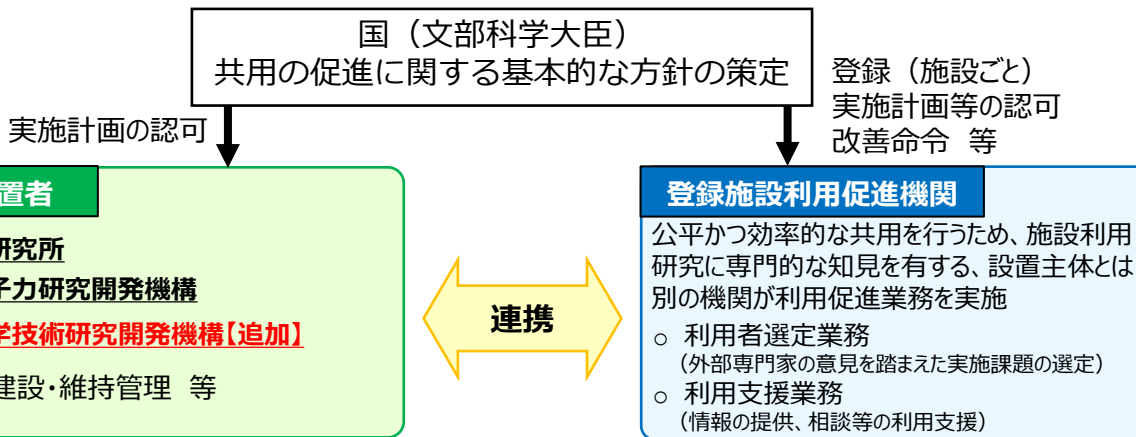 国（文部科学大臣）
共用の促進に関する基本的な方針の策定
実施計画の認可
登録（施設ごと）
実施計画等の認可
改善命令 等
置者
研究所
子力研究開発機構
学技術研究開発機構【追加】
建設・維持管理 等
連携
登録施設利用促進機関
公平かつ効率的な共用を行うため、施設利用
研究に専門的な知見を有する、設置主体とは
別の機関が利用促進業務を実施
○ 利用者選定業務
（外部専門家の意見を踏まえた実施課題の選定）
○ 利用支援業務
（情報の提供、相談等の利用支援）